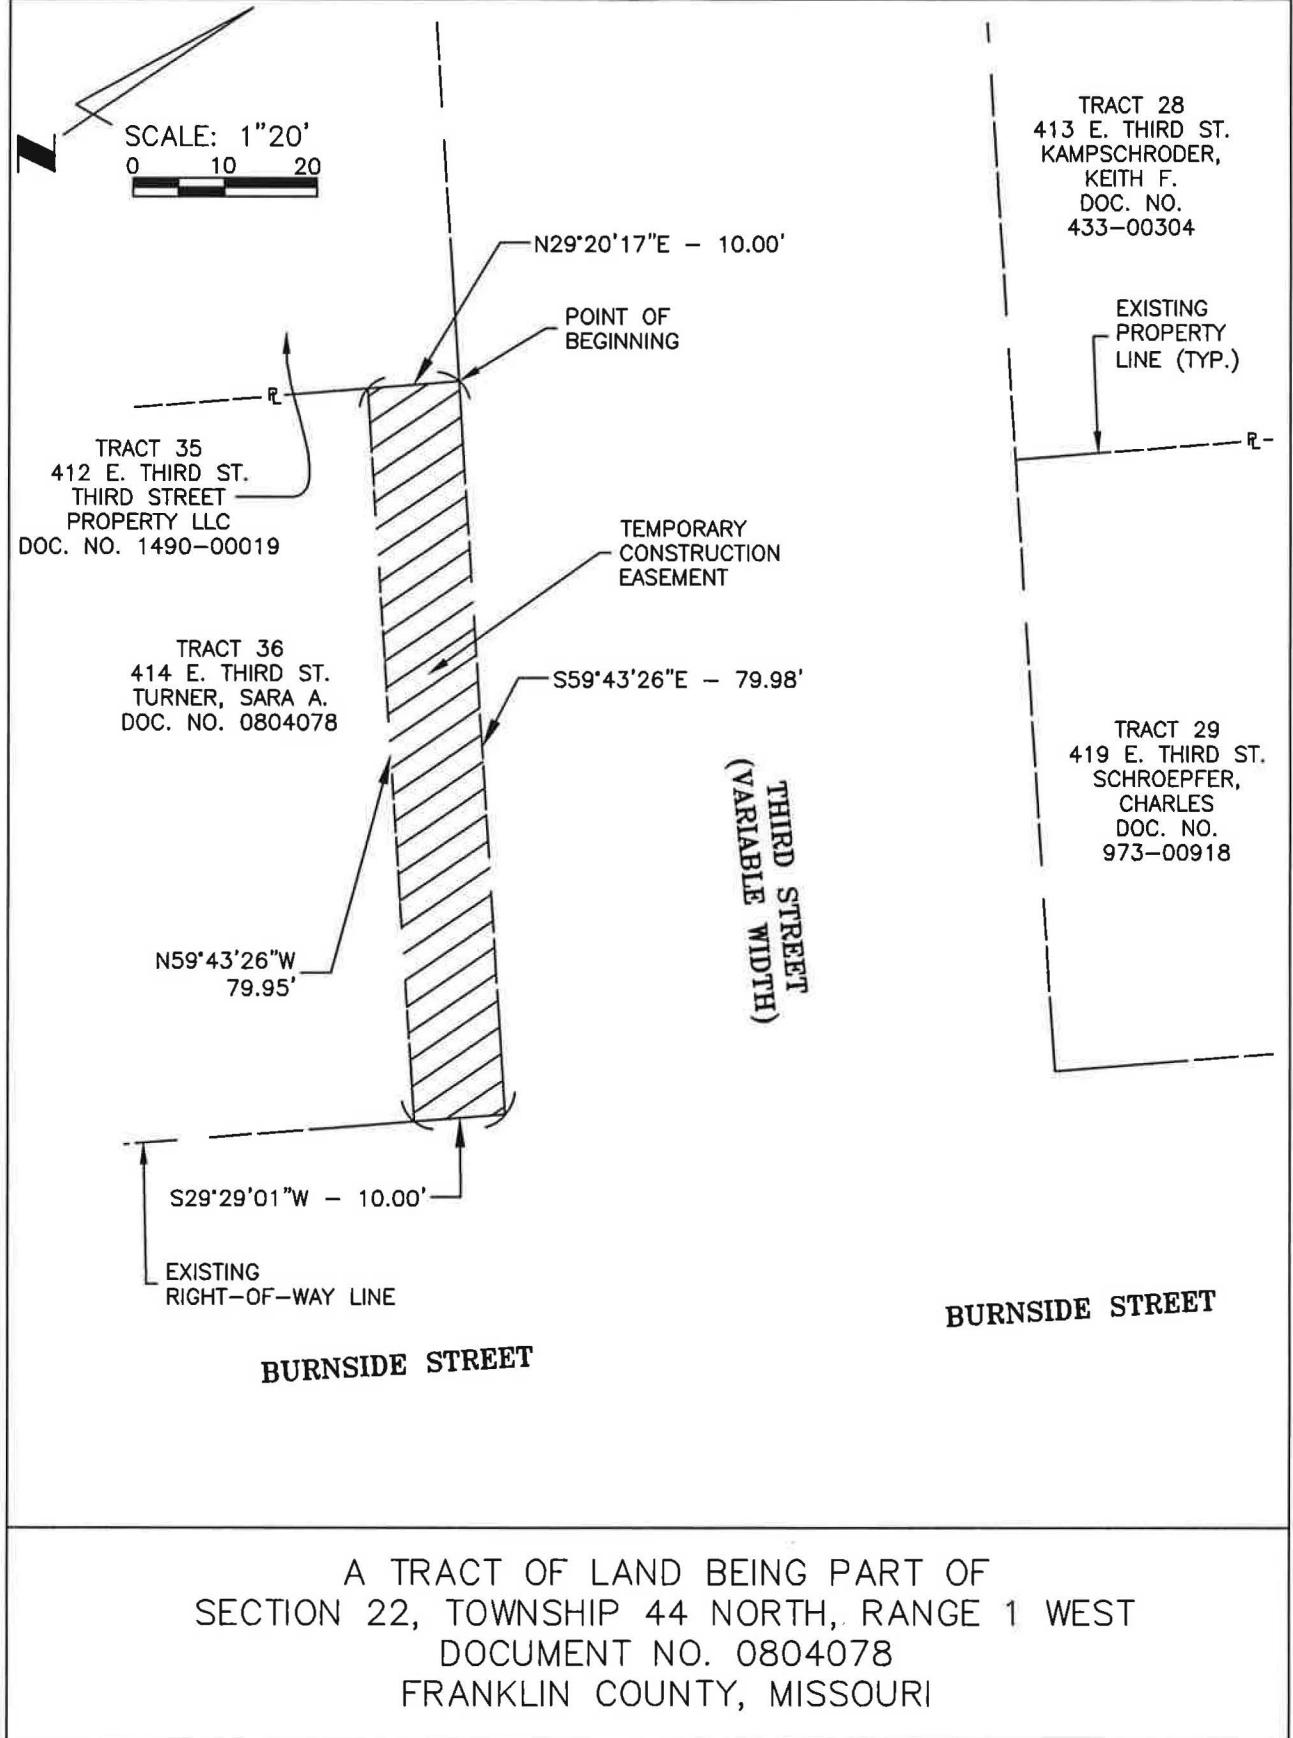 N
SCALE: 1"20'
0 10 20
TRACT 28
413 E. THIRD ST.
KAMPSCHRODER,
KEITH F.
DOC. NO.
433-00304
N29°20'17"E - 10.00'
POINT OF
BEGINNING
EXISTING
PROPERTY
LINE (TYP.)
PL
PL
TRACT 35
412 E. THIRD ST.
THIRD STREET
PROPERTY LLC
DOC. NO. 1490-00019
TEMPORARY
CONSTRUCTION
EASEMENT
TRACT 36
414 E. THIRD ST.
TURNER, SARA A.
DOC. NO. 0804078
S59°43'26"E - 79.98'
TRACT 29
419 E. THIRD ST.
SCHROEPFER,
CHARLES
DOC. NO.
973-00918
THIRD STREET
(VARIABLE WIDTH)
N59°43'26"W
79.95'
S29°29'01"W - 10.00'
EXISTING
RIGHT-OF-WAY LINE
BURNSIDE STREET
BURNSIDE STREET
A TRACT OF LAND BEING PART OF
SECTION 22, TOWNSHIP 44 NORTH, RANGE 1 WEST
DOCUMENT NO. 0804078
FRANKLIN COUNTY, MISSOURI